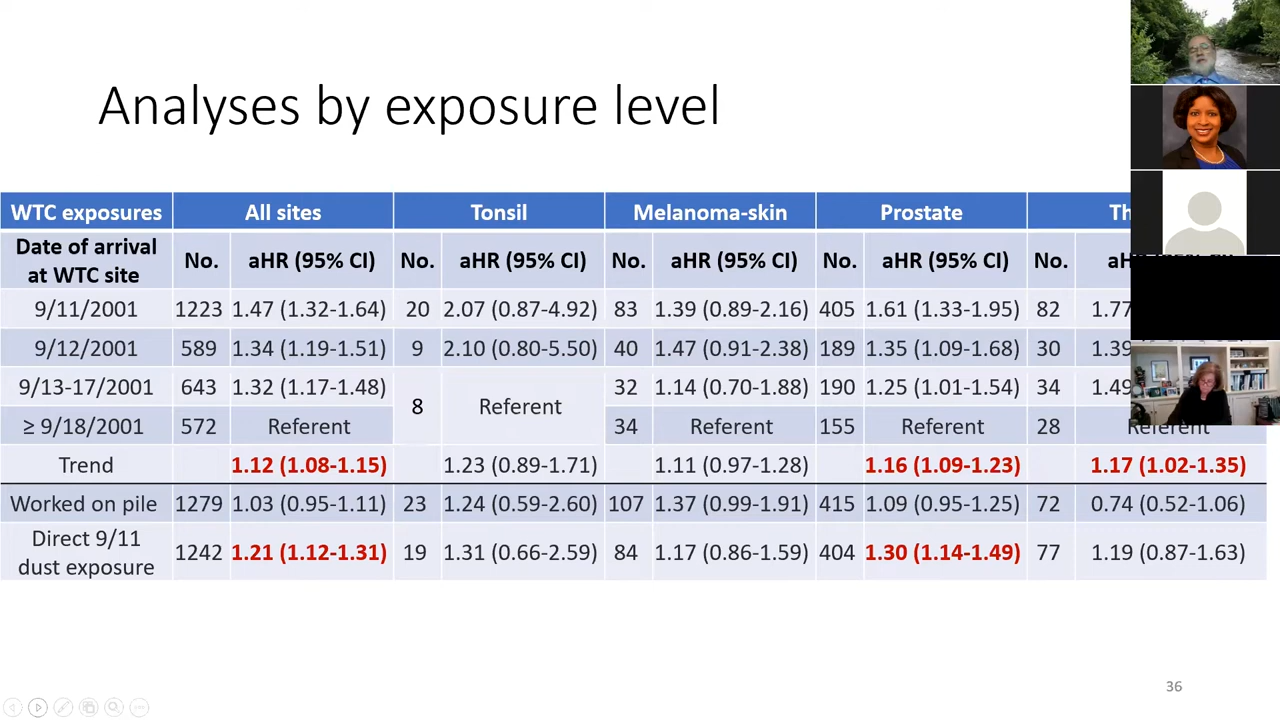 Analyses by exposure level
WTC exposures All sites Tonsil Melanoma-skin Prostate
Date of arrival at WTC site No. aHR (95% CI) No. aHR (95% CI) No. aHR (95% CI) No. aHR (95% CI) No.
9/11/2001 1223 1.47 (1.32-1.64) 20 2.07 (0.87-4.92) 83 1.39 (0.89-2.16) 405 1.61 (1.33-1.95) 82 1.77
9/12/2001 589 1.34 (1.19-1.51) 9 2.10 (0.80-5.50) 40 1.47 (0.91-2.38) 189 1.35 (1.09-1.68) 30 1.39
9/13-17/2001 643 1.32 (1.17-1.48) 8 Referent 32 1.14 (0.70-1.88) 190 1.25 (1.01-1.54) 34 1.49
≥ 9/18/2001 572 Referent 34 Referent 155 Referent 28 Referent
Trend 1.12 (1.08-1.15) 1.23 (0.89-1.71) 1.11 (0.97-1.28) 1.16 (1.09-1.23) 1.17 (1.02-1.35)
Worked on pile 1279 1.03 (0.95-1.11) 23 1.24 (0.59-2.60) 107 1.37 (0.99-1.91) 415 1.09 (0.95-1.25) 72 0.74 (0.52-1.06)
Direct 9/11 dust exposure 1242 1.21 (1.12-1.31) 19 1.31 (0.66-2.59) 84 1.17 (0.86-1.59) 404 1.30 (1.14-1.49) 77 1.19 (0.87-1.63)
36